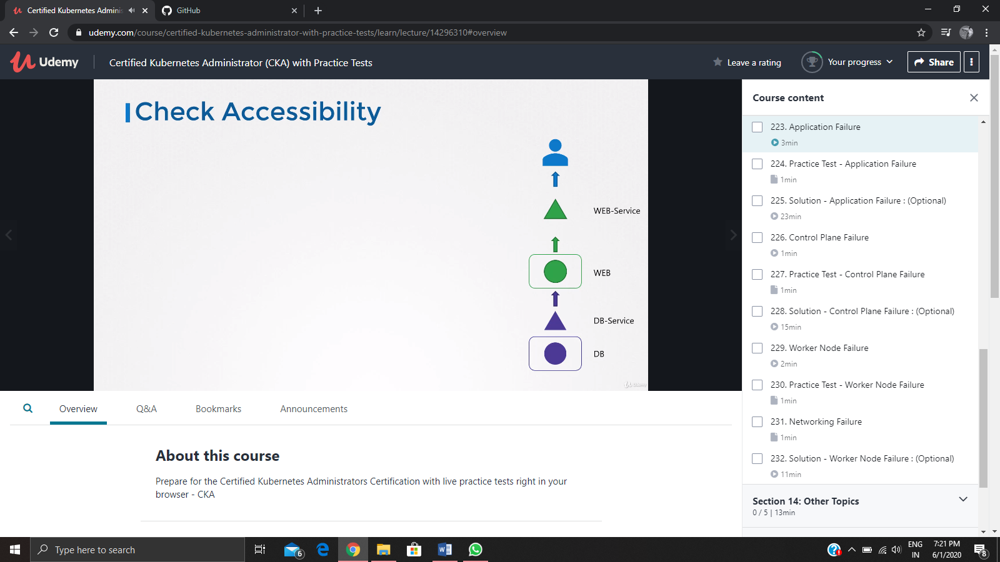 Certified Kubernetes Adminis
GitHub
udemy.com/course/certified-kubernetes-administrator-with-practice-tests/learn/lecture/14296310#overview
Udemy
Certified Kubernetes Administrator (CKA) with Practice Tests
Leave a rating
Your progress
Share
Check Accessibility
WEB-Service
WEB
DB-Service
DB
Udemy
Course content
223. Application Failure
3min
224. Practice Test - Application Failure
1min
225. Solution - Application Failure : (Optional)
23min
226. Control Plane Failure
1min
227. Practice Test - Control Plane Failure
1min
228. Solution - Control Plane Failure : (Optional)
15min
229. Worker Node Failure
2min
230. Practice Test - Worker Node Failure
1min
231. Networking Failure
1min
232. Solution - Worker Node Failure : (Optional)
11min
Section 14: Other Topics
0 / 5 | 13min
Overview
Q&A
Bookmarks
Announcements
About this course
Prepare for the Certified Kubernetes Administrators Certification with live practice tests right in your
browser - CKA
Type here to search
6
ENG
IN
7:21 PM
6/1/2020
8